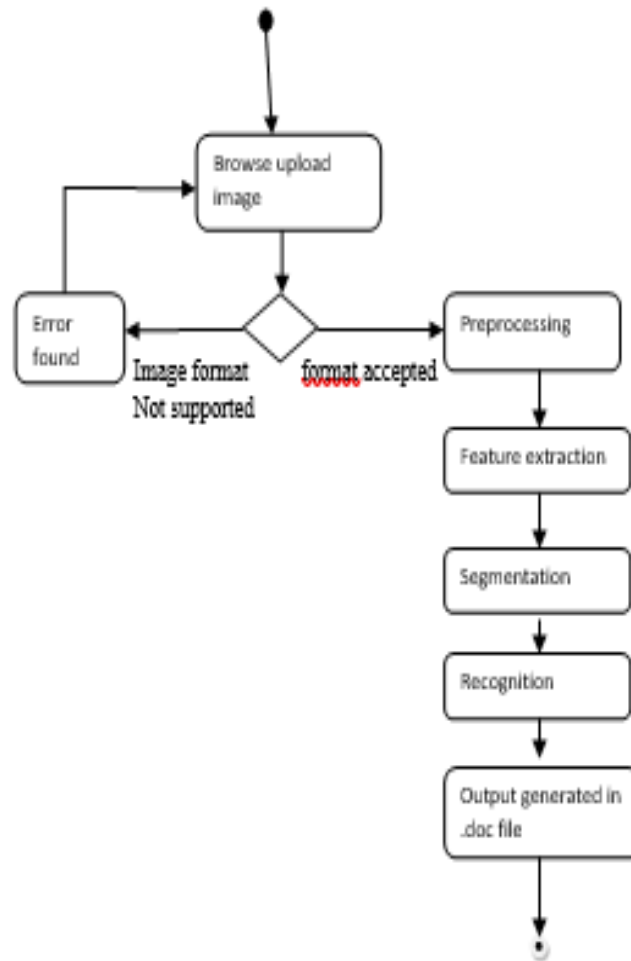 Browse upload
image
Error
found
Image format
Not supported
format accepted
Preprocessing
Feature extraction
Segmentation
Recognition
Output generated in
.doc file